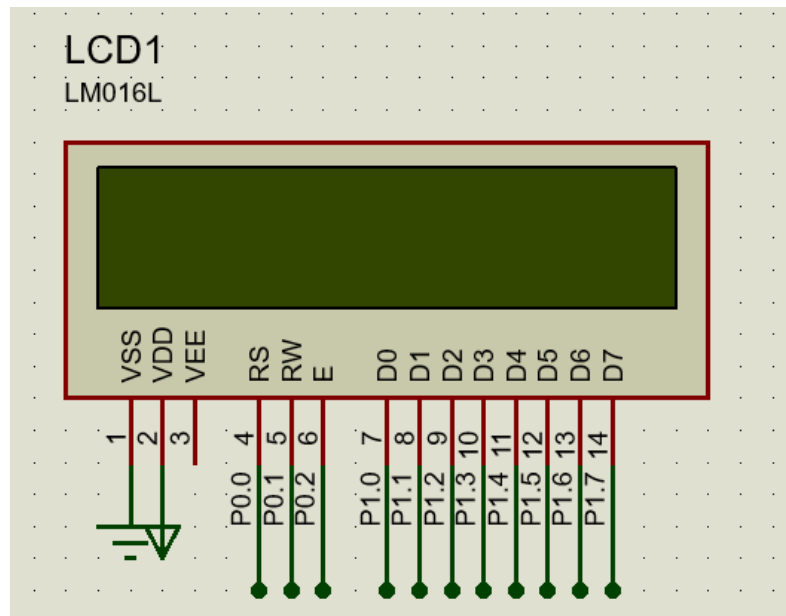 LCD1
LM016L
VSS VDD VEE RS RW E D0 D1 D2 D3 D4 D5 D6 D7
1 2 3 4 5 6 7 8 9 10 11 12 13 14
P0.0 P0.1 P0.2 P1.0 P1.1 P1.2 P1.3 P1.4 P1.5 P1.6 P1.7